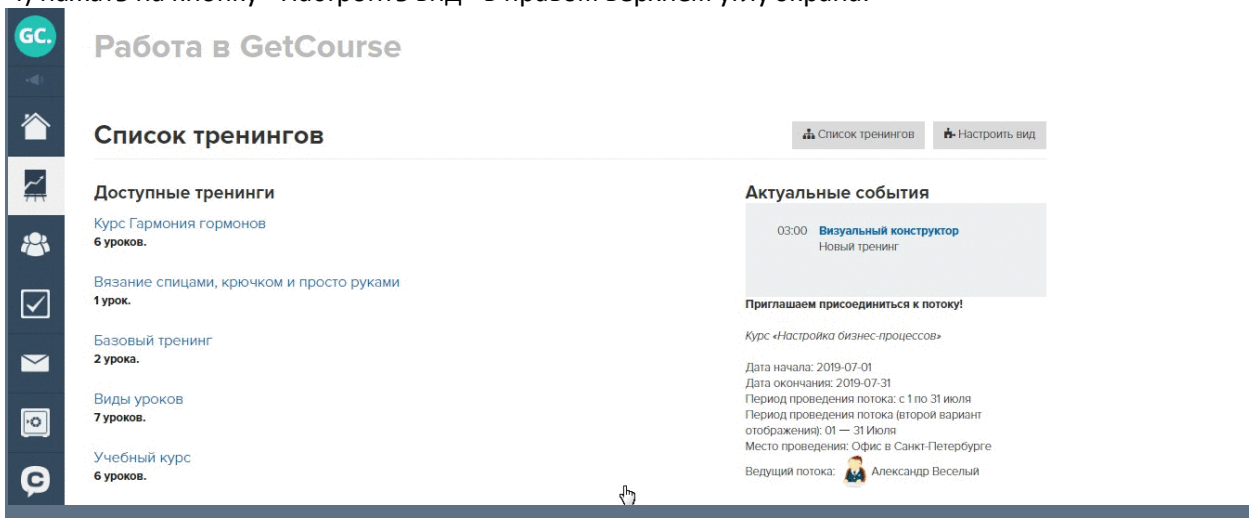 GC.
Работа в GetCourse
Список тренингов
Список тренингов
Настроить вид
Доступные тренинги
Курс Гармония гормонов
6 уроков.
Вязание спицами, крючком и просто руками
1 урок.
Базовый тренинг
2 урока.
Виды уроков
7 уроков.
Учебный курс
6 уроков.
Актуальные события
03:00 Визуальный конструктор
Новый тренинг
Приглашаем присоединиться к потоку!
Курс «Настройка бизнес-процессов»
Дата начала: 2019-07-01
Дата окончания: 2019-07-31
Период проведения потока: с 1 по 31 июля
Период проведения потока (второй вариант
отображения): 01 — 31 Июля
Место проведения: Офис в Санкт-Петербурге
Ведущий потока: Александр Веселый